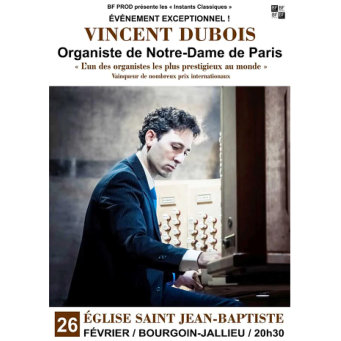 BF PROD présente les « Instants Classiques »
ÉVÉNEMENT EXCEPTIONNEL !
VINCENT DUBOIS
Organiste de Notre-Dame de Paris
« L'un des organistes les plus prestigieux au monde »
Vainqueur de nombreux prix internationaux
26
ÉGLISE SAINT JEAN-BAPTISTE
FÉVRIER / BOURGOIN-JALLIEU / 20h30